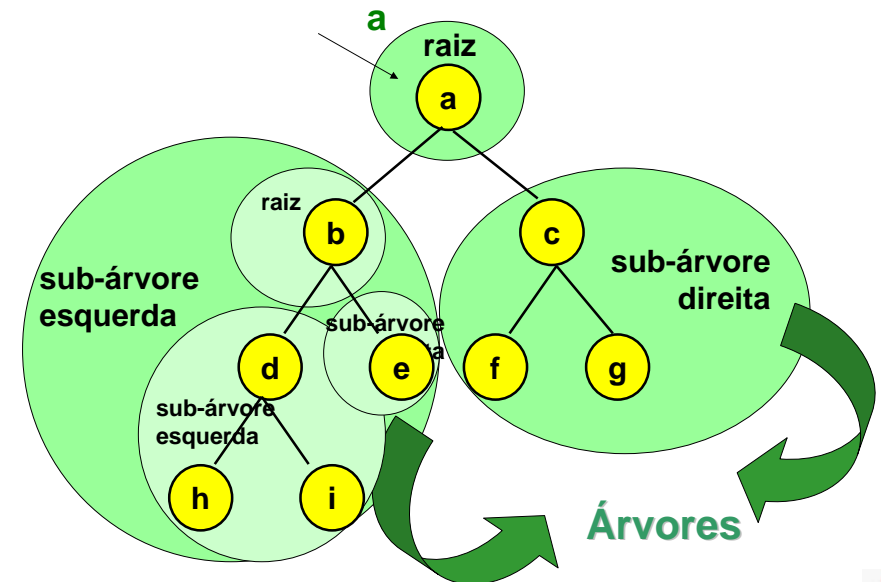 a
raiz
a
raiz
b
c
sub-árvore
esquerda
sub-árvore
direita
sub-árvore
d
e
f
g
sub-árvore
esquerda
h
i
Árvores